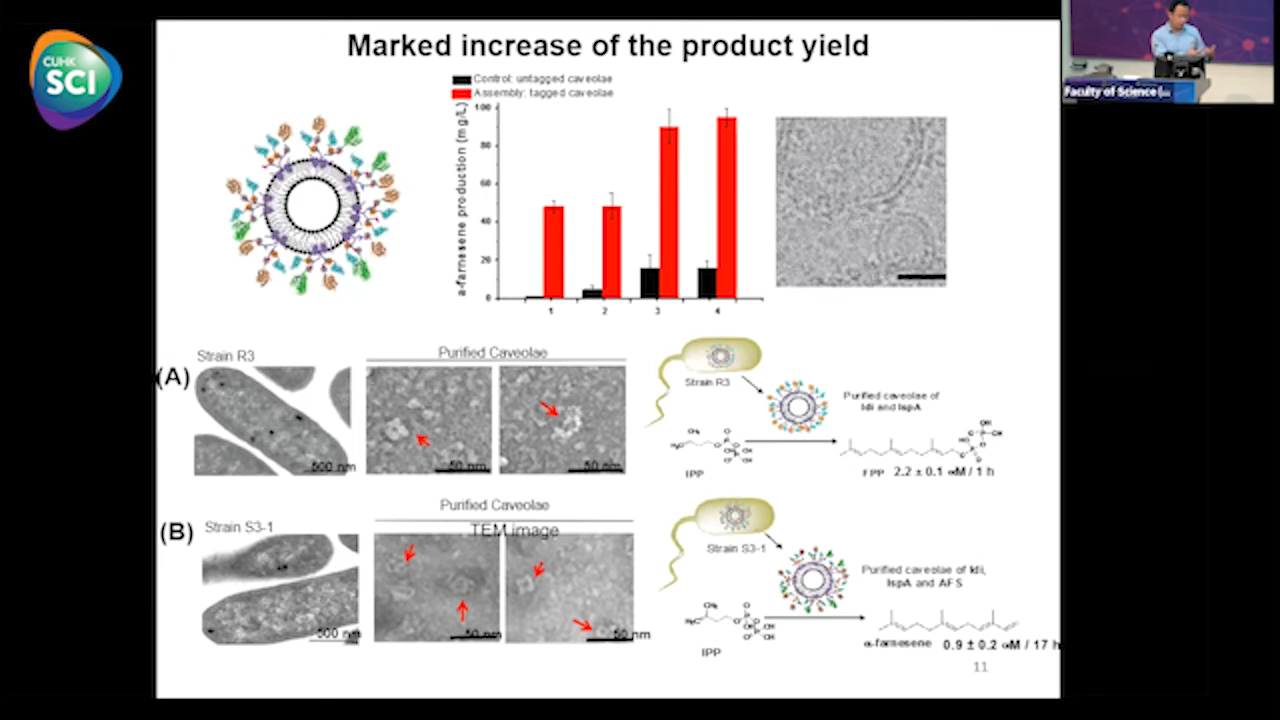 CUHK
SCI
Marked increase of the product yield
Control: untagged caveolae
Assembly: tagged caveolae
a-farnesene production (mg/L)
100
80
60
40
20
0
1 2 3 4
Faculty of Science (...
(A)
Strain R3
Purified Caveolae
500 nm
50 nm
50 nm
Strain R3
Purified caveolae of
Idi and IspA
IPP
FPP 2.2 ± 0.1 αM / 1 h
(B)
Strain S3-1
Purified Caveolae
TEM image
500 nm
50 nm
50 nm
Strain S3-1
Purified caveolae of Idi,
IspA and AFS
IPP
α-farnesene 0.9 ± 0.2 αM / 17 h
11